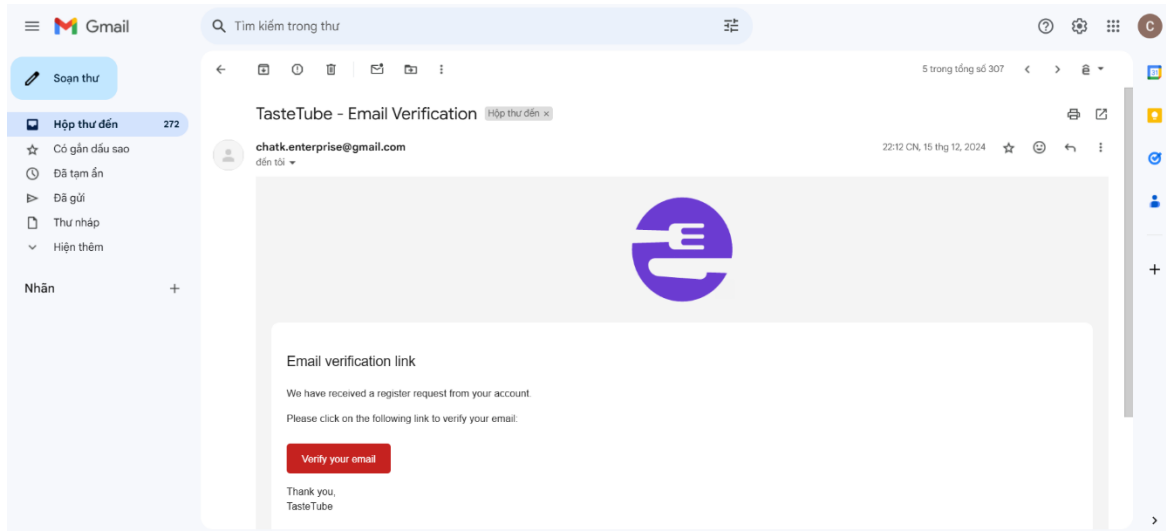 Gmail
Tìm kiếm trong thư
C
Soạn thư
5 trong tổng số 307
31
Hộp thư đến 272
Có gắn dấu sao
Đã tạm ẩn
Đã gửi
Thư nháp
Hiện thêm
Nhãn
TasteTube - Email Verification Hộp thư đến ×
chatk.enterprise@gmail.com
22:12 CN, 15 thg 12, 2024
đến tôi
Email verification link
We have received a register request from your account.
Please click on the following link to verify your email:
Verify your email
Thank you,
TasteTube